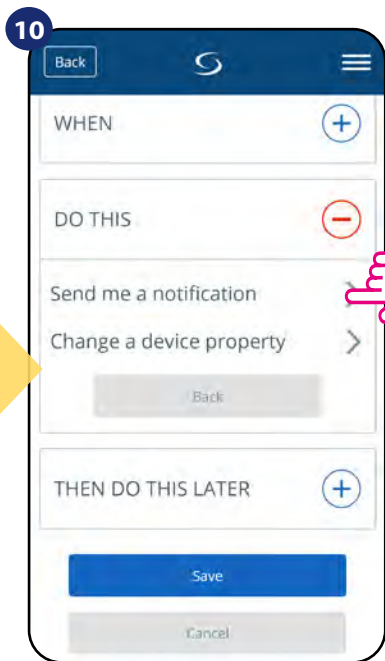 10
Back
WHEN
DO THIS
Send me a notification
Change a device property
Back
THEN DO THIS LATER
Save
Cancel